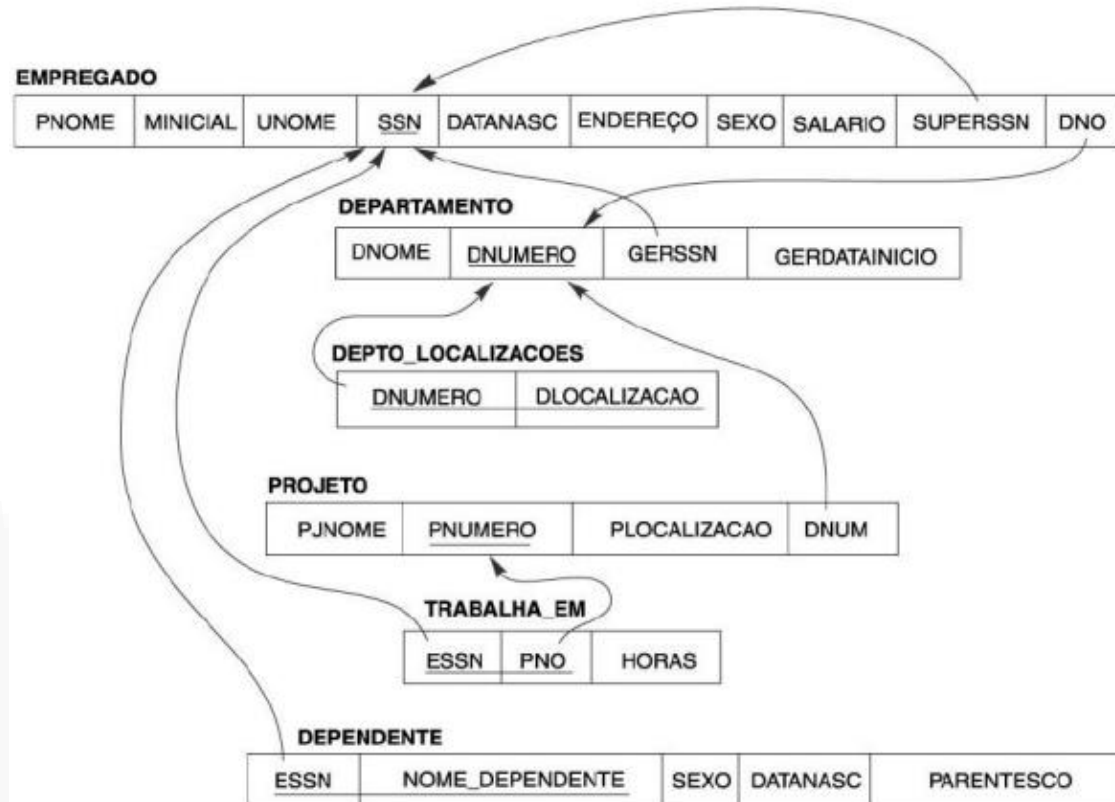 EMPREGADO
PNOME MINICIAL UNOME SSN DATANASC ENDEREÇO SEXO SALARIO SUPERSSN DNO
DEPARTAMENTO
DNOME DNUMERO GERSSN GERDATAINICIO
DEPTO_LOCALIZACOES
DNUMERO DLOCALIZACAO
PROJETO
PJNOME PNUMERO PLOCALIZACAO DNUM
TRABALHA_EM
ESSN PNO HORAS
DEPENDENTE
ESSN NOME_DEPENDENTE SEXO DATANASC PARENTESCO